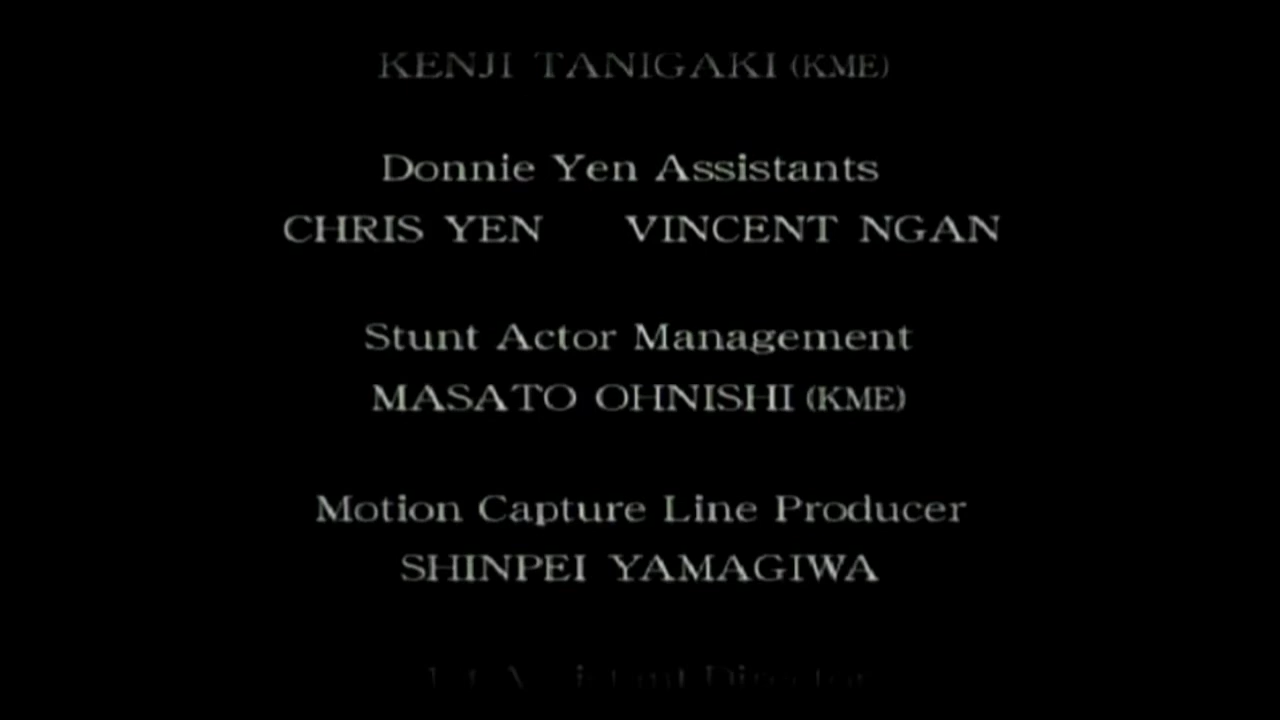 KENJI TANIGAKI (KME)
Donnie Yen Assistants
CHRIS YEN VINCENT NGAN
Stunt Actor Management
MASATO OHNISHI (KME)
Motion Capture Line Producer
SHINPEI YAMAGIWA
Director